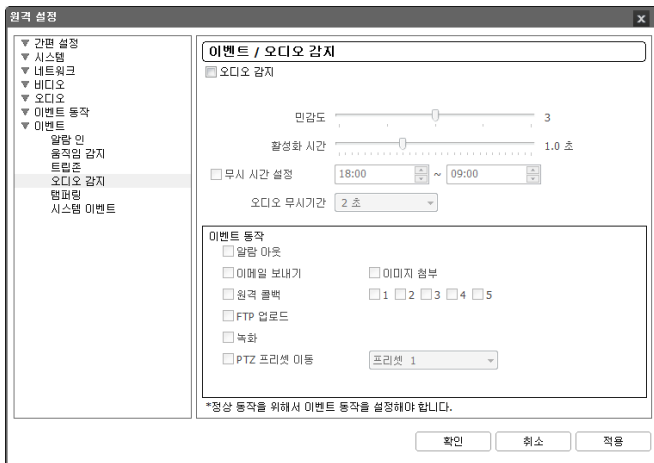 원격 설정
▼ 간편 설정
▼ 시스템
▼ 네트워크
▼ 비디오
▼ 오디오
▼ 이벤트 동작
▼ 이벤트
알람 인
움직임 감지
트립존
오디오 감지
탬퍼링
시스템 이벤트
이벤트 / 오디오 감지
오디오 감지
민감도 3
활성화 시간 1.0 초
무시 시간 설정 18:00 ~ 09:00
오디오 무시기간 2 초
이벤트 동작
알람 아웃
이메일 보내기 이미지 첨부
원격 콜백 1 2 3 4 5
FTP 업로드
녹화
PTZ 프리셋 이동 프리셋 1
*정상 동작을 위해서 이벤트 동작을 설정해야 합니다.
확인 취소 적용